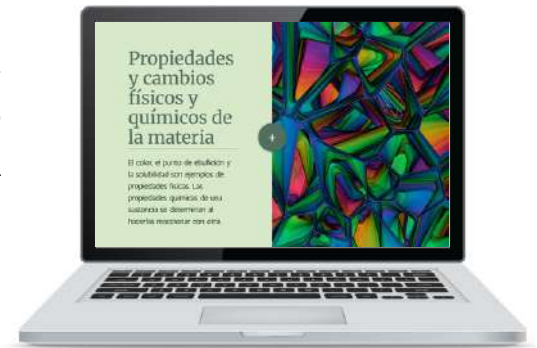 Propiedades
y cambios
físicos y
químicos de
la materia
El color, el punto de ebullición y
la solubilidad son ejemplos de
propiedades físicas. Las
propiedades químicas de una
sustancia se determinan al
hacerlas reaccionar con otra.
+